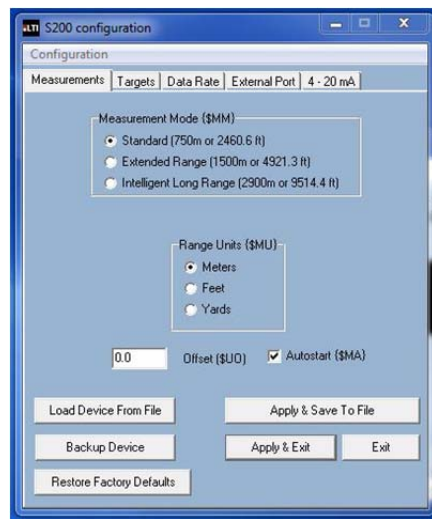 LTI S200 configuration
Configuration
Measurements Targets Data Rate External Port 4 - 20 mA
Measurement Mode ($MM)
Standard (750m or 2460.6 ft)
Extended Range (1500m or 4921.3 ft)
Intelligent Long Range (2900m or 9514.4 ft)
Range Units ($MU)
Meters
Feet
Yards
0.0 Offset ($UO) Autostart ($MA)
Load Device From File Apply & Save To File
Backup Device Apply & Exit Exit
Restore Factory Defaults